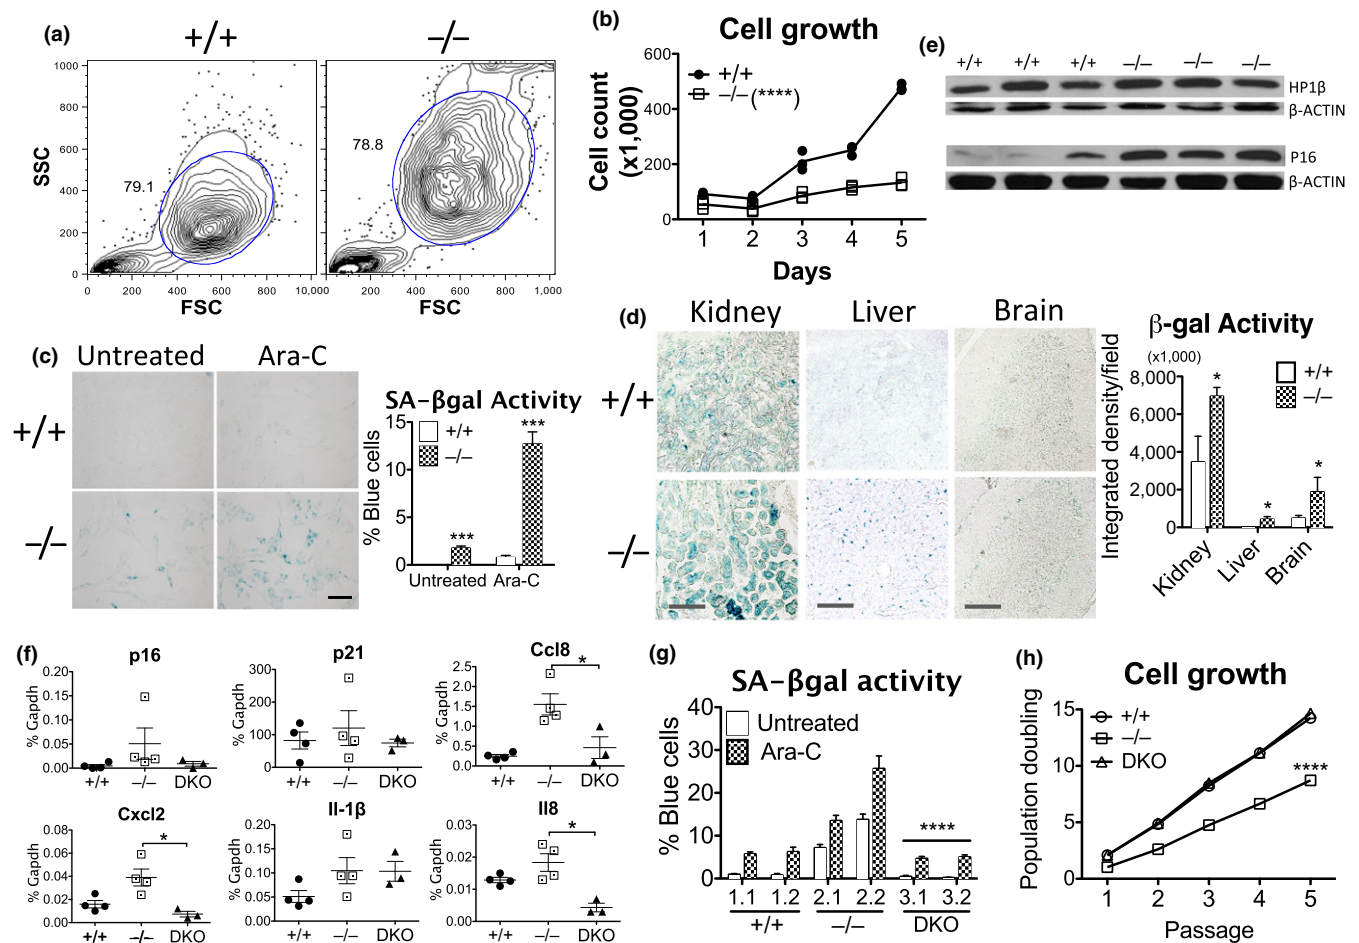 (a)
+/+
–/–
1000
800
600
400
200
0
SSC
79.1
78.8
0 200 400 600 800 10,000
FSC
200 400 600 800 1,000
FSC
(b)
Cell growth
Cell count
(x1,000)
600
400
200
0
+/+
–/–(****)
1 2 3 4 5
Days
(e)
+/+ +/+ +/+ –/– –/– –/–
HP1β
β-ACTIN
P16
β-ACTIN
(c)
Untreated Ara-C
+/+
–/–
SA–βgal Activity
% Blue cells
15
10
5
0
+/+
–/–
***
***
Untreated Ara-C
(d)
Kidney Liver Brain
+/+
–/–
β-gal Activity
(x1,000)
Integrated density/field
8,000
6,000
4,000
2,000
0
+/+
–/–
*
*
*
Kidney
Liver
Brain
(f)
p16
% Gapdh
0.20
0.15
0.10
0.05
0.00
+/+ –/– DKO
p21
% Gapdh
300
200
100
0
+/+ –/– DKO
Ccl8
% Gapdh
2.5
2.0
1.5
1.0
0.5
0.0
*
+/+ –/– DKO
Cxcl2
% Gapdh
0.08
0.06
0.04
0.02
0.00
*
+/+ –/– DKO
Il-1β
% Gapdh
0.20
0.15
0.10
0.05
0.00
+/+ –/– DKO
Il8
% Gapdh
0.03
0.02
0.01
0.00
*
+/+ –/– DKO
(g)
SA–βgal activity
% Blue cells
40
30
20
10
0
Untreated
Ara-C
****
1.1 1.2 2.1 2.2 3.1 3.2
+/+ –/– DKO
(h)
Cell growth
Population doubling
15
10
5
0
+/+
–/–
DKO
****
1 2 3 4 5
Passage